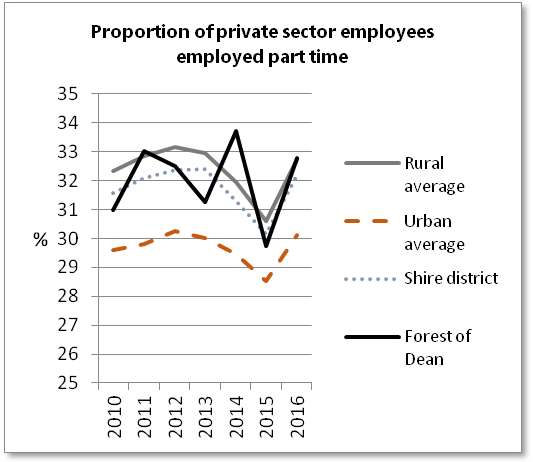 Proportion of private sector employees
employed part time
35
34
33
32
31
30
29
28
27
26
25
%
2010
2011
2012
2013
2014
2015
2016
Rural
average
Urban
average
Shire district
Forest of
Dean